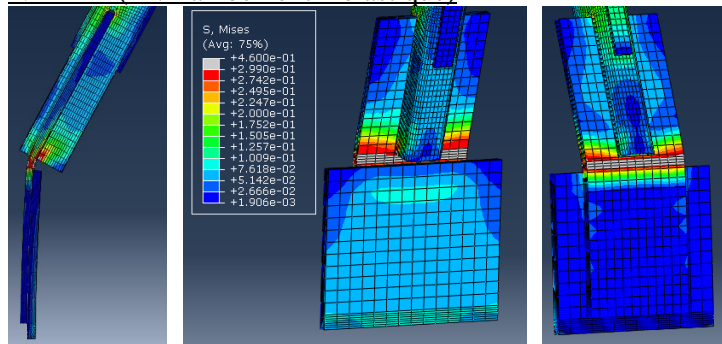 S, Mises
(Avg: 75%)
+4.600e-01
+2.990e-01
+2.742e-01
+2.495e-01
+2.247e-01
+2.000e-01
+1.752e-01
+1.505e-01
+1.257e-01
+1.009e-01
+7.618e-02
+5.142e-02
+2.666e-02
+1.906e-03